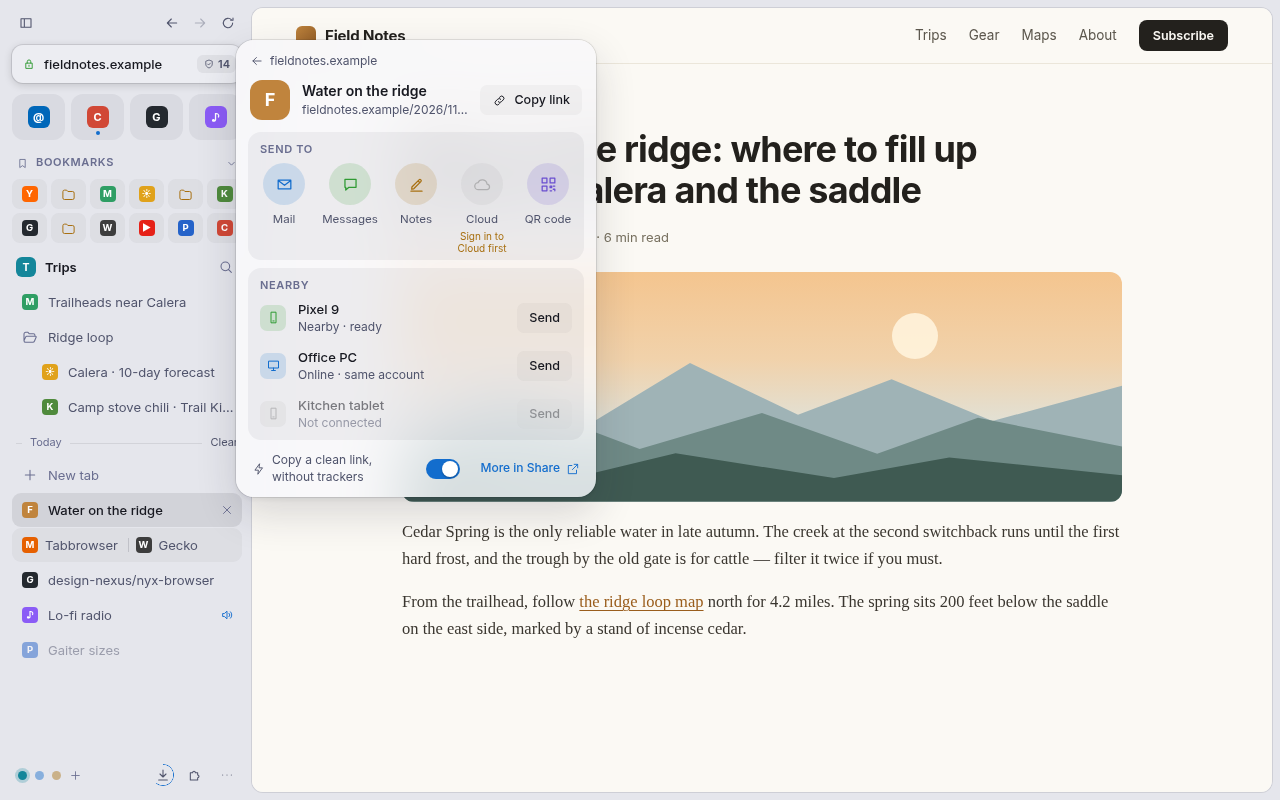 fieldnotes.example
14
@
C
G
BOOKMARKS
Y
M
K
G
W
P
C
T
Trips
M
Trailheads near Calera
Ridge loop
Calera · 10-day forecast
K
Camp stove chili · Trail Ki…
Today
Clear
New tab
F
Water on the ridge
M
Tabbrowser
W
Gecko
G
design-nexus/nyx-browser
Lo-fi radio
P
Gaiter sizes
fieldnotes.example
F
Water on the ridge
fieldnotes.example/2026/11…
Copy link
SEND TO
Mail
Messages
Notes
Cloud
QR code
Sign in to
Cloud first
NEARBY
Pixel 9
Nearby · ready
Send
Office PC
Online · same account
Send
Kitchen tablet
Not connected
Send
Copy a clean link,
without trackers
More in Share
Field Notes
Trips
Gear
Maps
About
Subscribe
ridge: where to fill up
and the saddle
· 6 min read
Cedar Spring is the only reliable water in late autumn. The creek at the second switchback runs until the first
hard frost, and the trough by the old gate is for cattle — filter it twice if you must.
From the trailhead, follow the ridge loop map north for 4.2 miles. The spring sits 200 feet below the saddle
on the east side, marked by a stand of incense cedar.